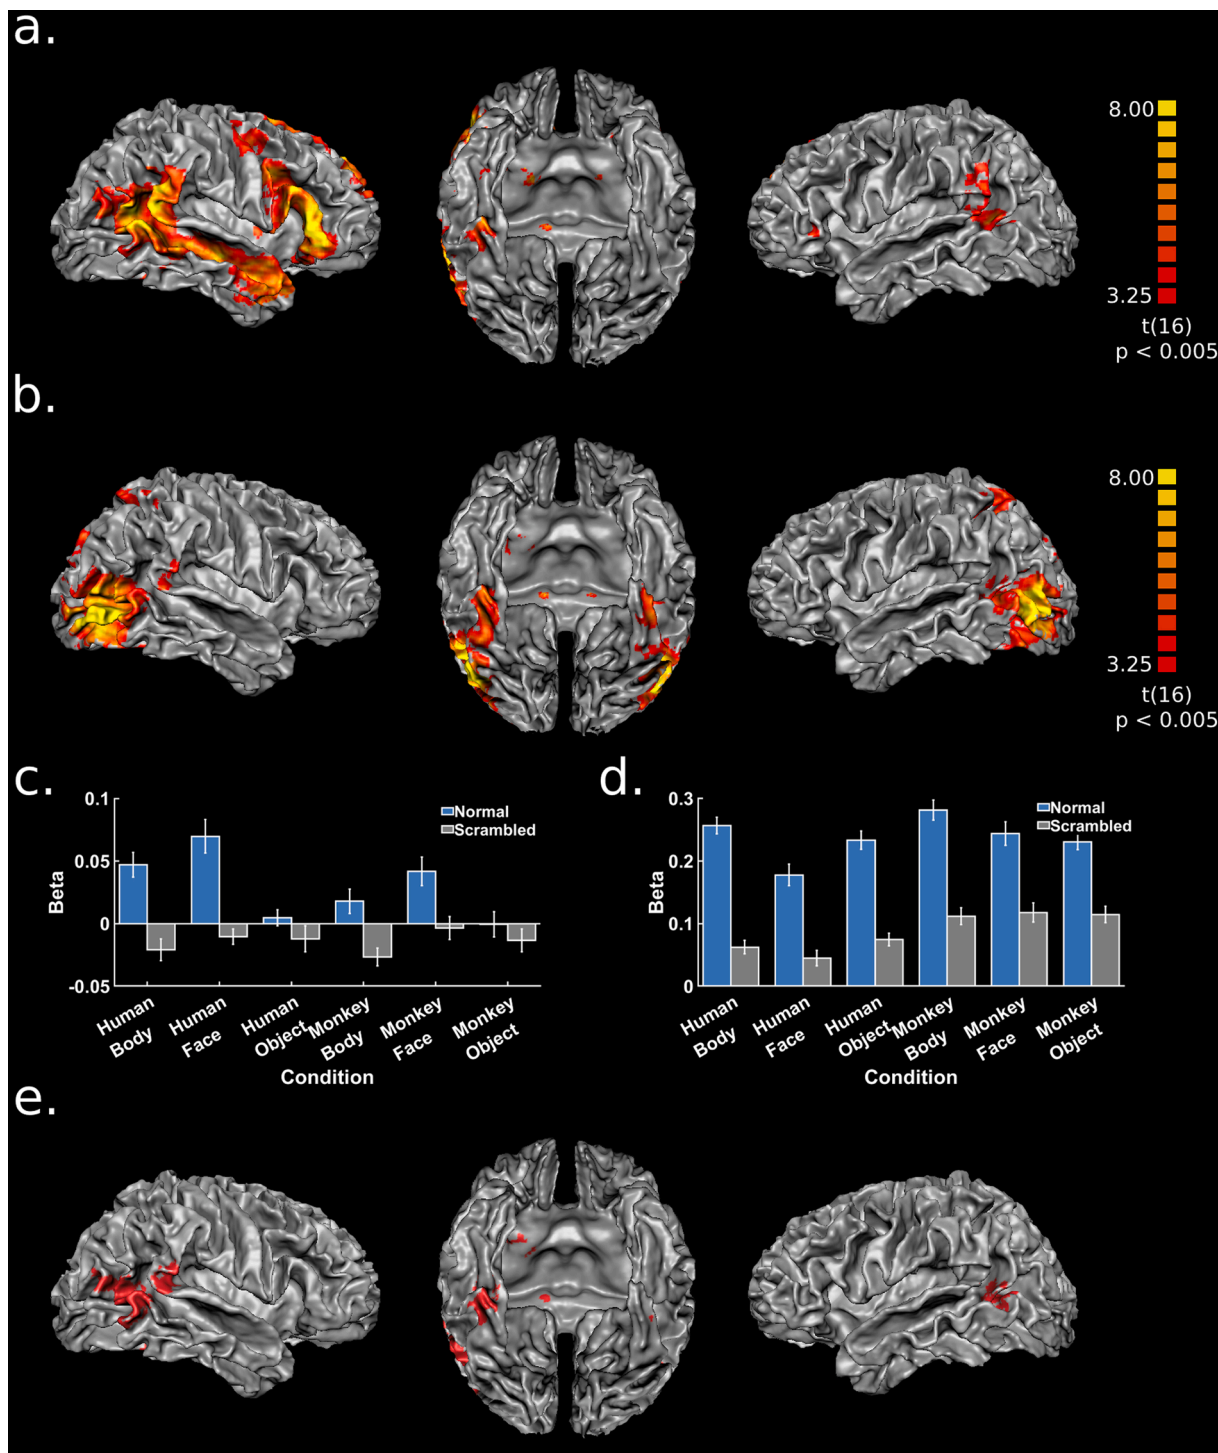 a.
8.00
3.25
t(16)
p < 0.005
b.
8.00
3.25
t(16)
p < 0.005
c.
0.1
0.05
0
-0.05
Beta
Normal
Scrambled
Human
Body
Human
Face
Human
Object
Monkey
Body
Monkey
Face
Monkey
Object
Condition
d.
0.3
0.2
0.1
0
Beta
Normal
Scrambled
Human
Body
Human
Face
Human
Object
Monkey
Body
Monkey
Face
Monkey
Object
Condition
e.